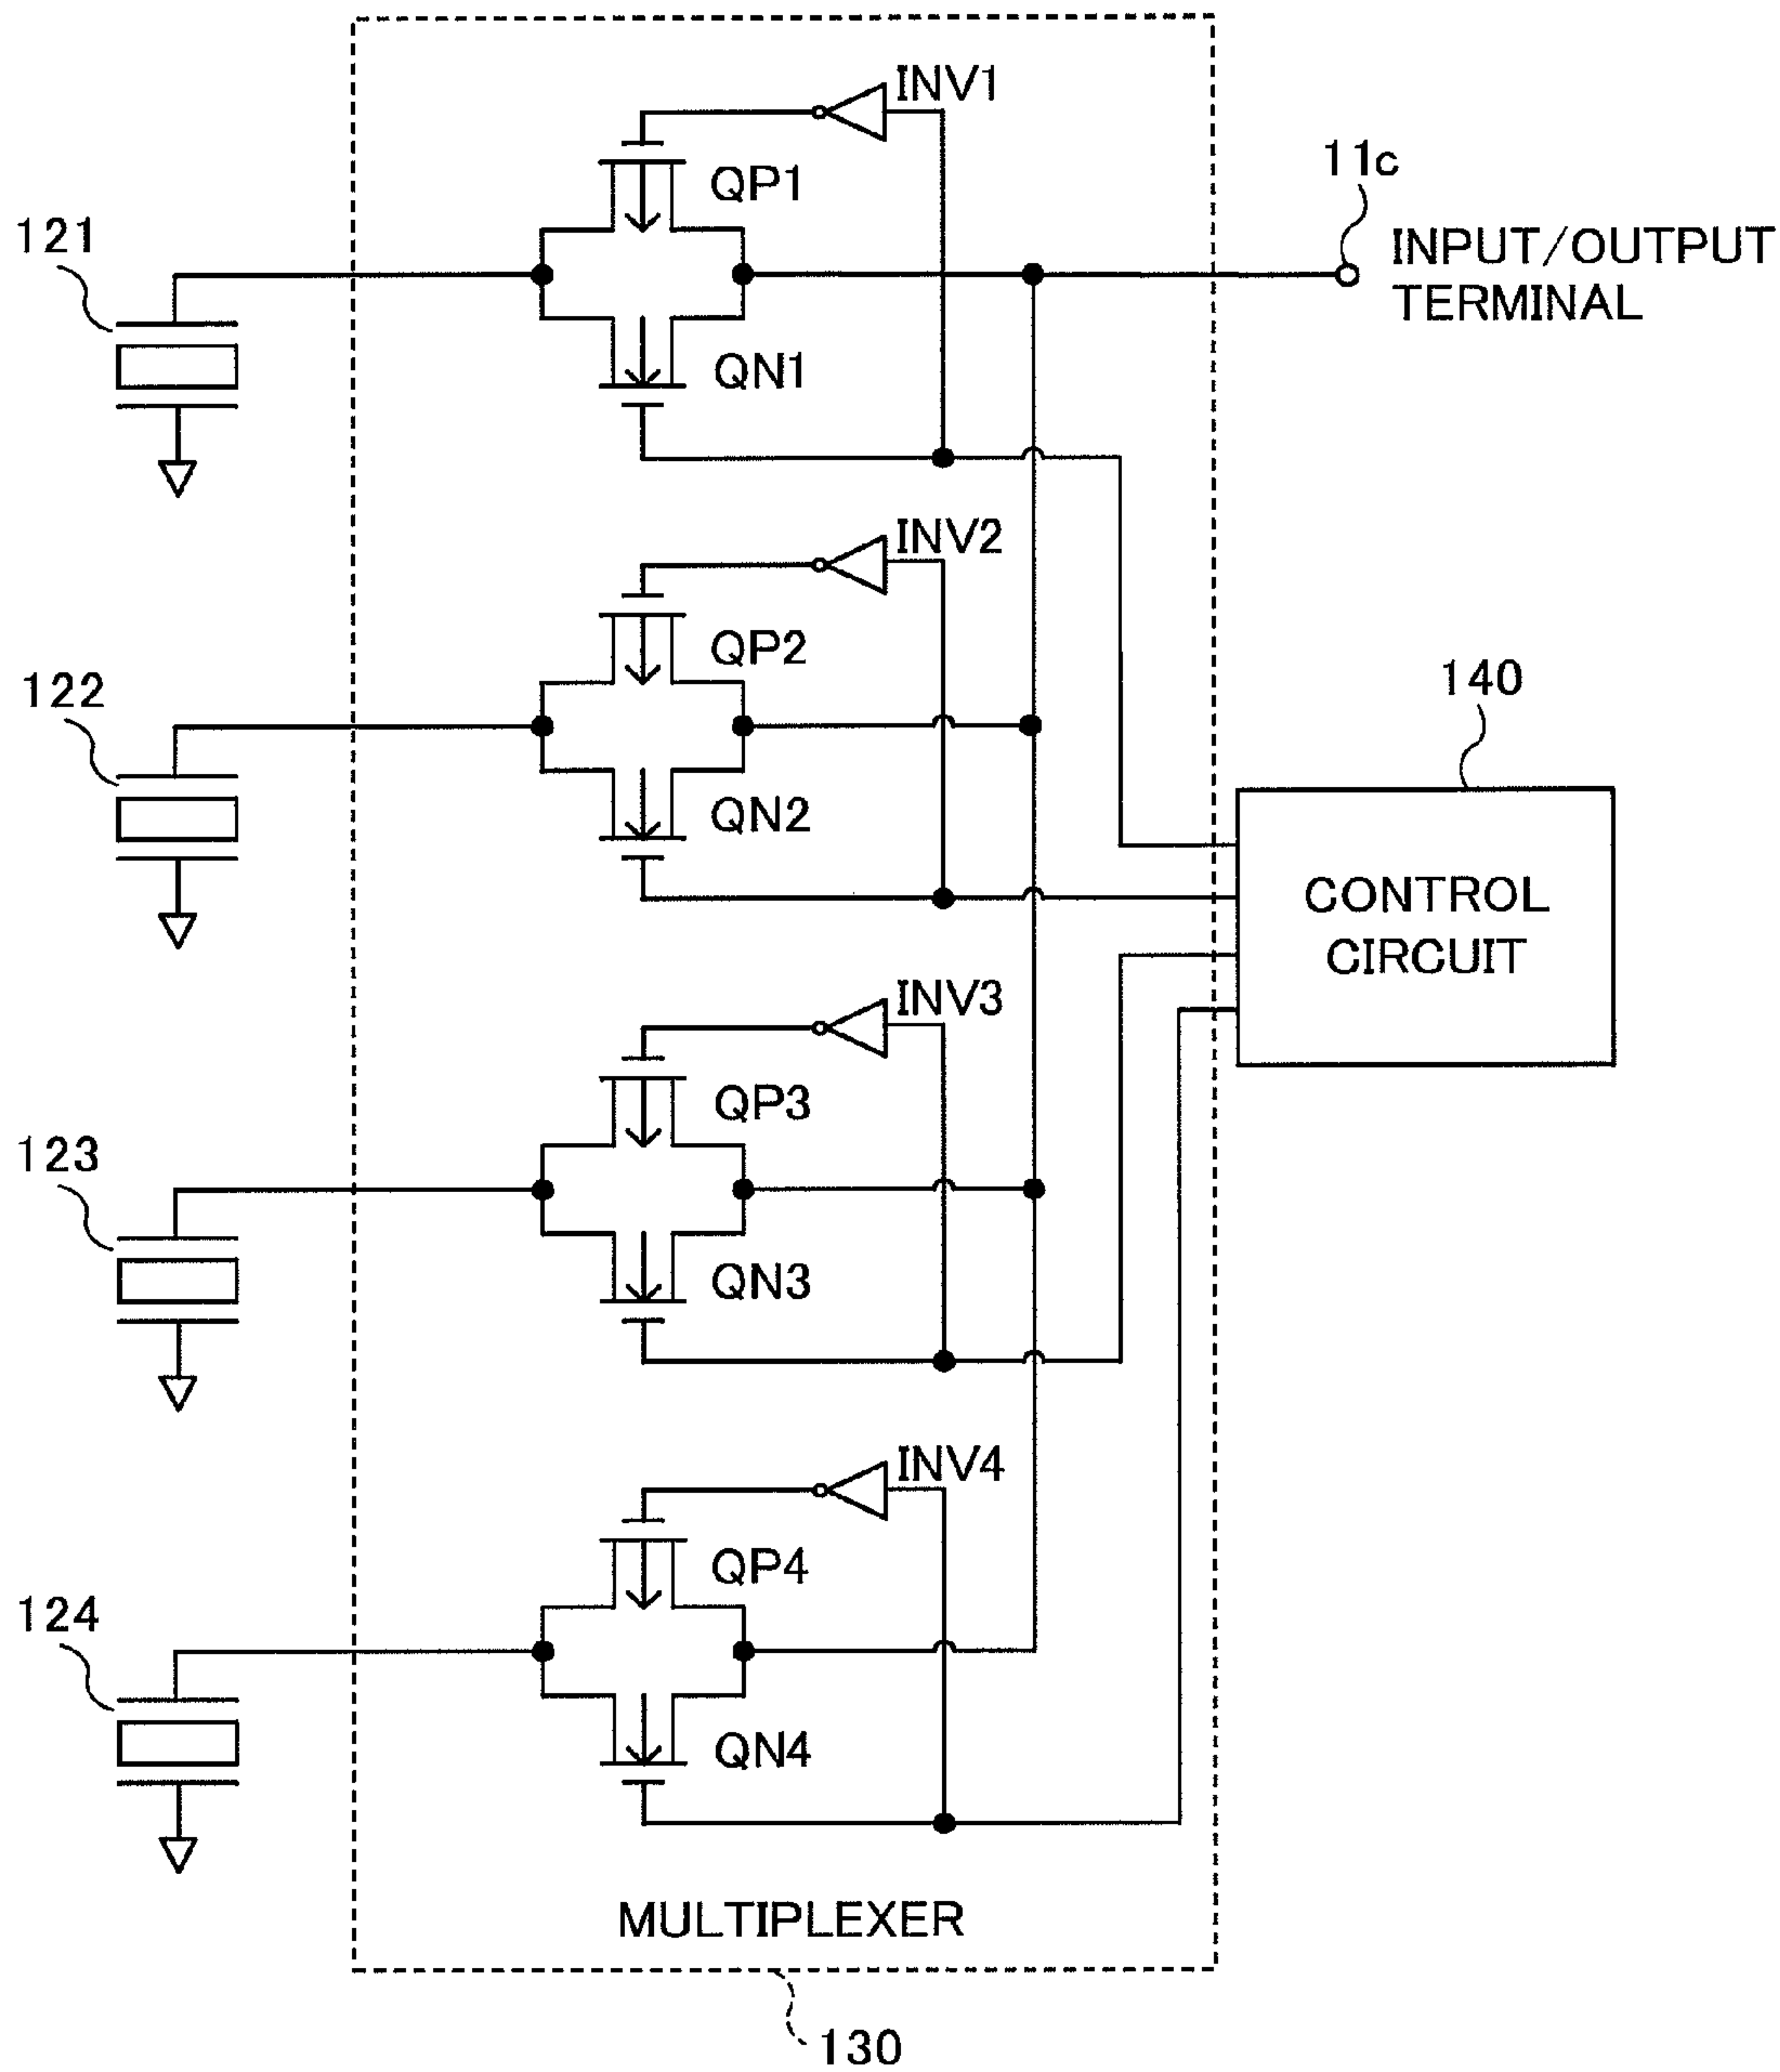 INV1
QP1
11c
INPUT/OUTPUT
TERMINAL
121
QN1
INV2
QP2
122
140
QN2
CONTROL
CIRCUIT
INV3
QP3
123
QN3
INV4
QP4
124
QN4
MULTIPLEXER
130